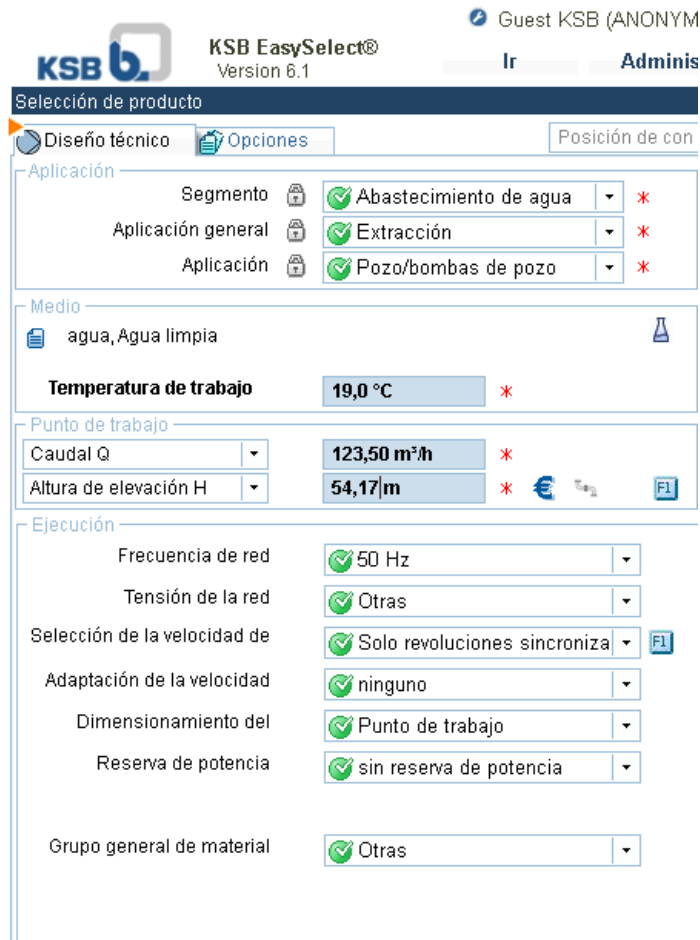 Guest KSB (ANONYM
KSB b.
KSB EasySelect®
Version 6.1
Ir
Adminis
Selección de producto
Diseño técnico
Opciones
Posición de con
Aplicación
Segmento Abastecimiento de agua *
Aplicación general Extracción *
Aplicación Pozo/bombas de pozo *
Medio
agua, Agua limpia
Temperatura de trabajo 19,0 °C *
Punto de trabajo
Caudal Q 123,50 m³/h *
Altura de elevación H 54,17 m * € F1
Ejecución
Frecuencia de red 50 Hz
Tensión de la red Otras
Selección de la velocidad de Solo revoluciones sincroniza F1
Adaptación de la velocidad ninguno
Dimensionamiento del Punto de trabajo
Reserva de potencia sin reserva de potencia
Grupo general de material Otras